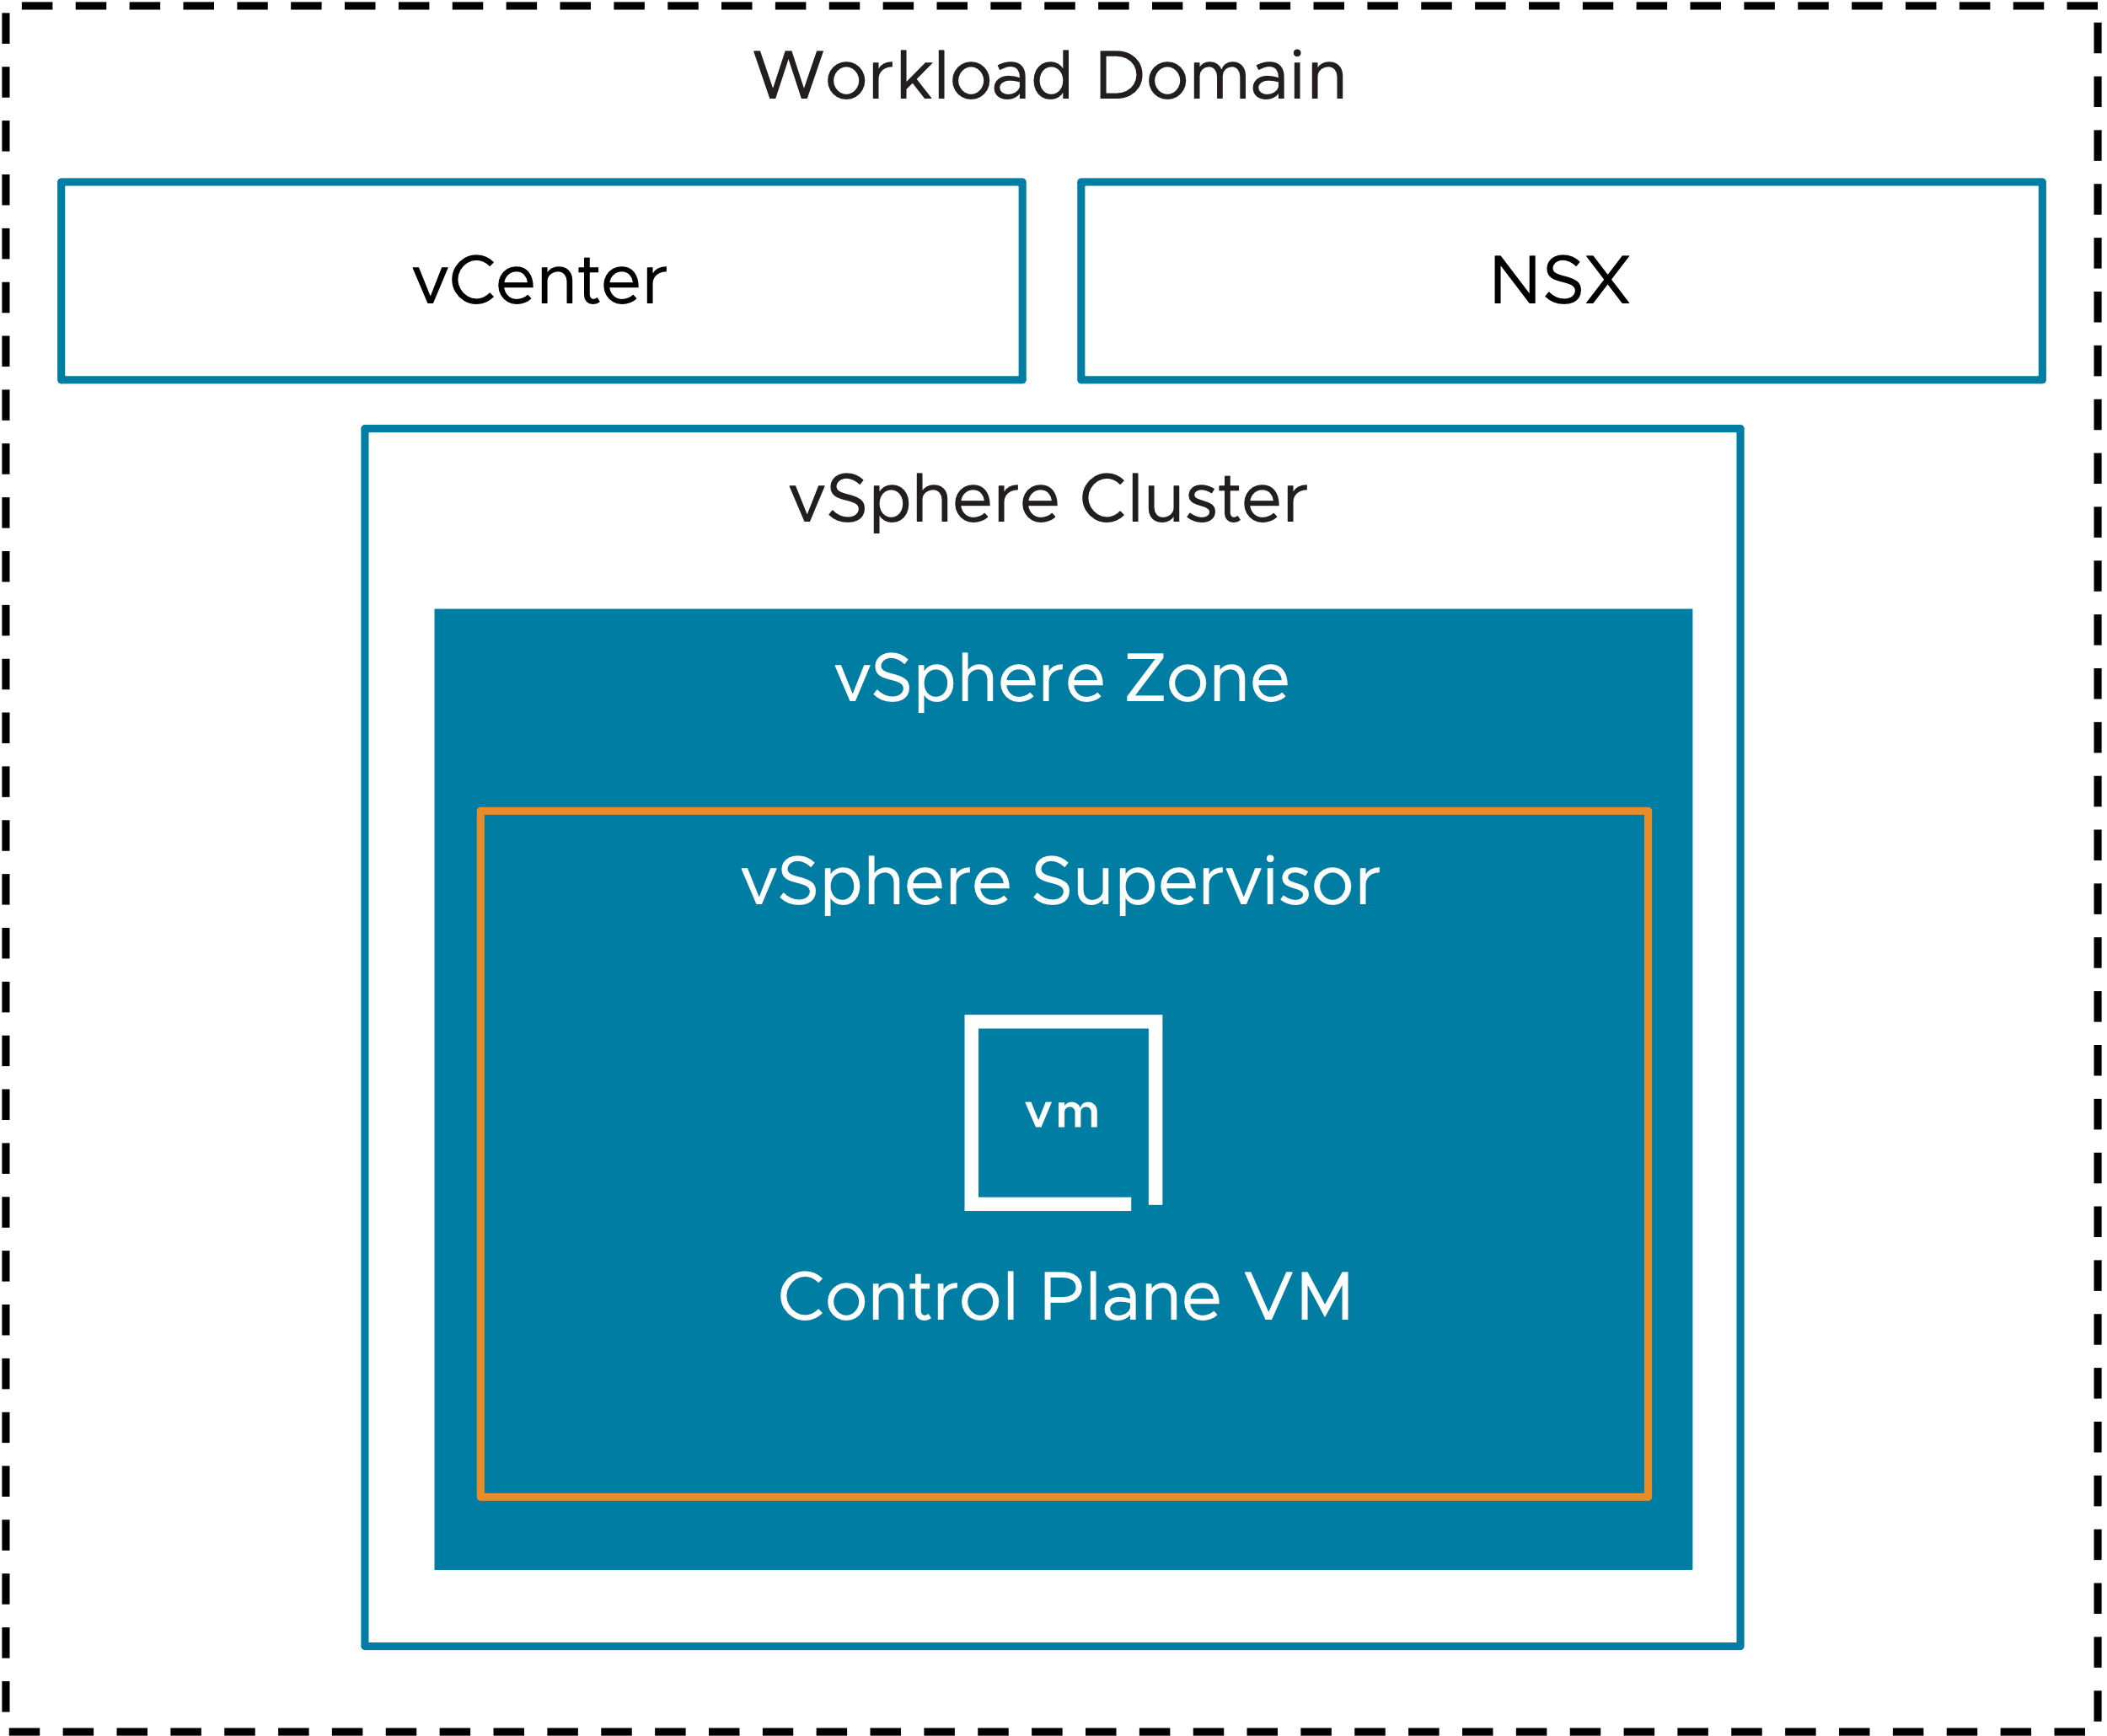 Workload Domain
vCenter
NSX
vSphere Cluster
vSphere Zone
vSphere Supervisor
vm
Control Plane VM